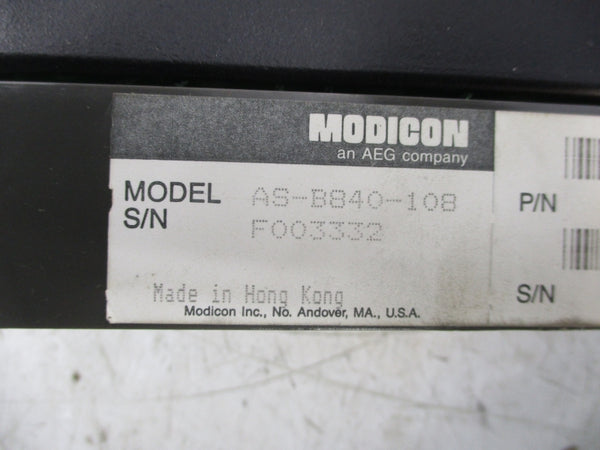 MODICON
an AEG company
MODEL AS-B840-108
S/N F003332
P/N
S/N
Made in Hong Kong
Modicon Inc., No. Andover, MA., U.S.A.